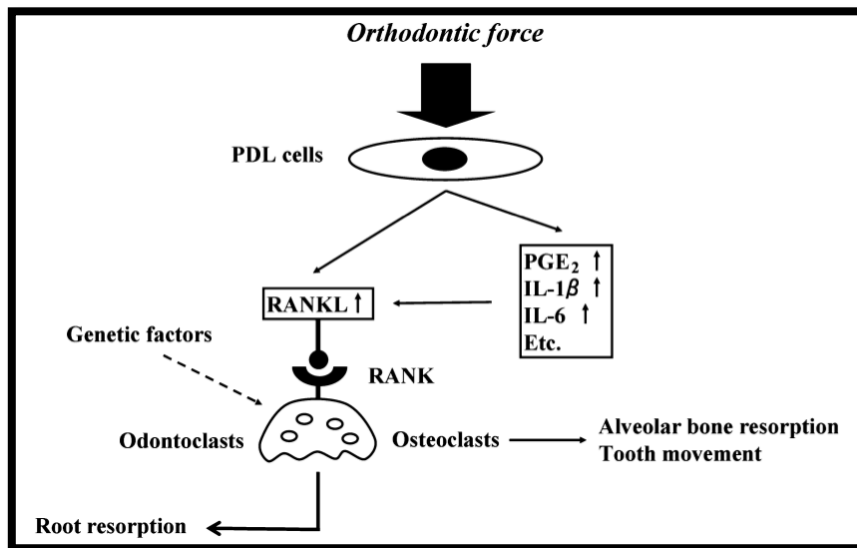 Orthodontic force
PDL cells
PGE₂ ↑
IL-1β ↑
IL-6 ↑
Etc.
RANKL ↑
Genetic factors
RANK
Odontoclasts
Osteoclasts
Alveolar bone resorption
Tooth movement
Root resorption